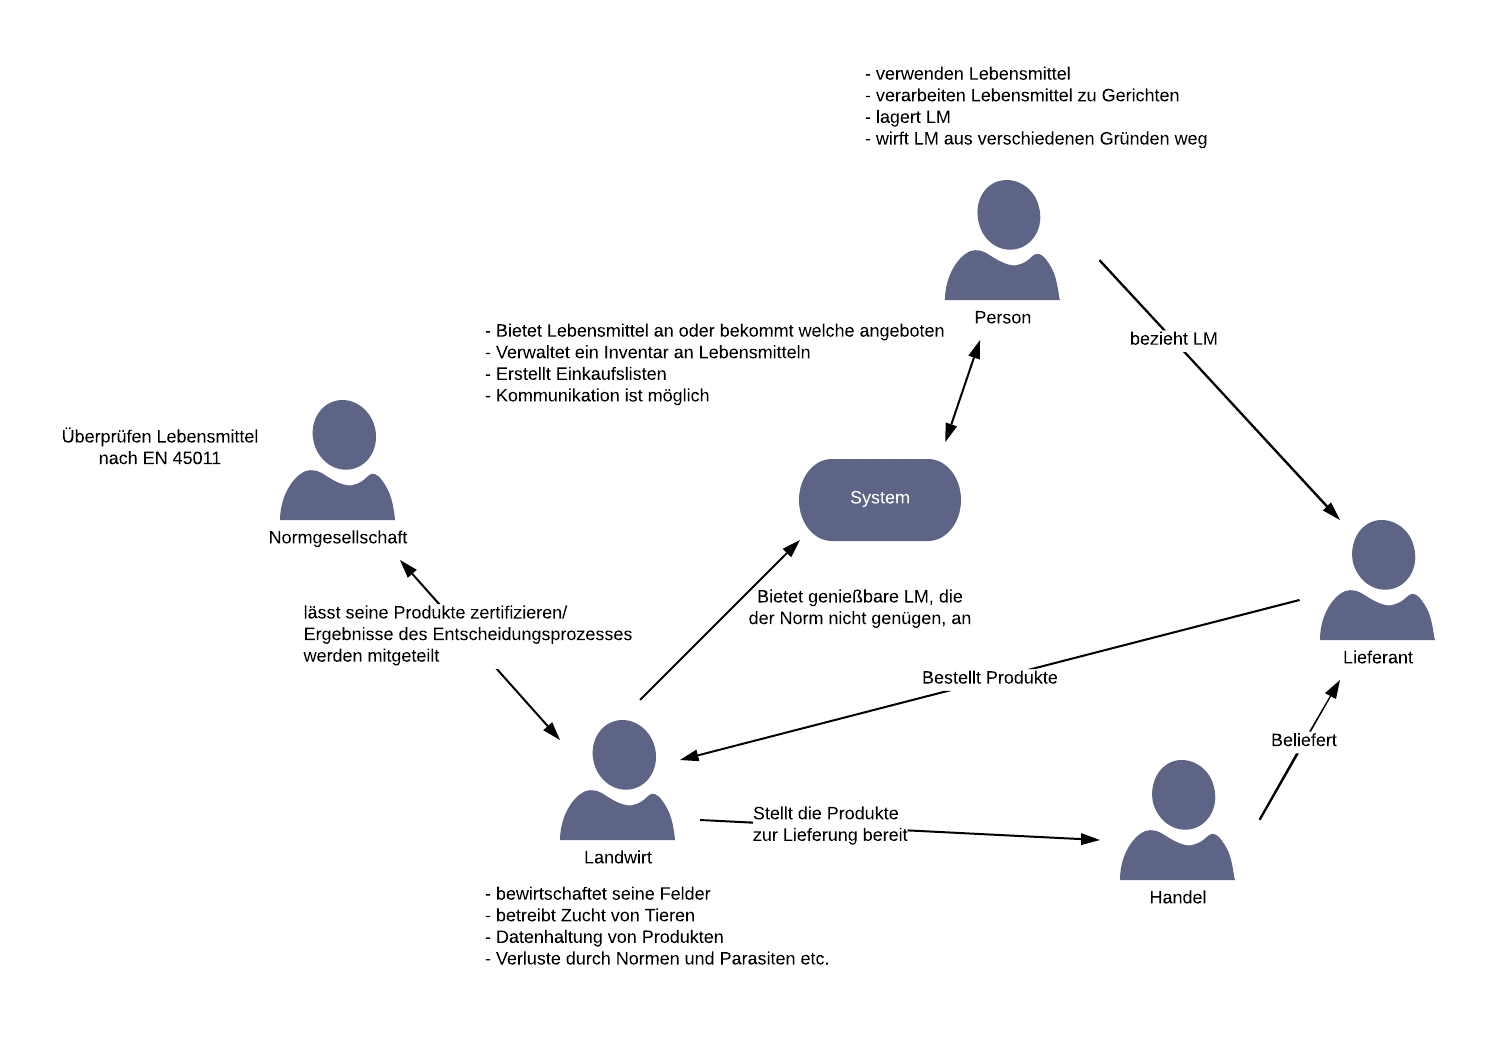 - verwenden Lebensmittel
- verarbeiten Lebensmittel zu Gerichten
- lagert LM
- wirft LM aus verschiedenen Gründen weg
Person
- Bietet Lebensmittel an oder bekommt welche angeboten
- Verwaltet ein Inventar an Lebensmitteln
- Erstellt Einkaufslisten
- Kommunikation ist möglich
bezieht LM
Überprüfen Lebensmittel
nach EN 45011
Normgesellschaft
System
lässt seine Produkte zertifizieren/
Ergebnisse des Entscheidungsprozesses
werden mitgeteilt
Bietet genießbare LM, die
der Norm nicht genügen, an
Lieferant
Bestellt Produkte
Beliefert
Stellt die Produkte
zur Lieferung bereit
Landwirt
Handel
- bewirtschaftet seine Felder
- betreibt Zucht von Tieren
- Datenhaltung von Produkten
- Verluste durch Normen und Parasiten etc.